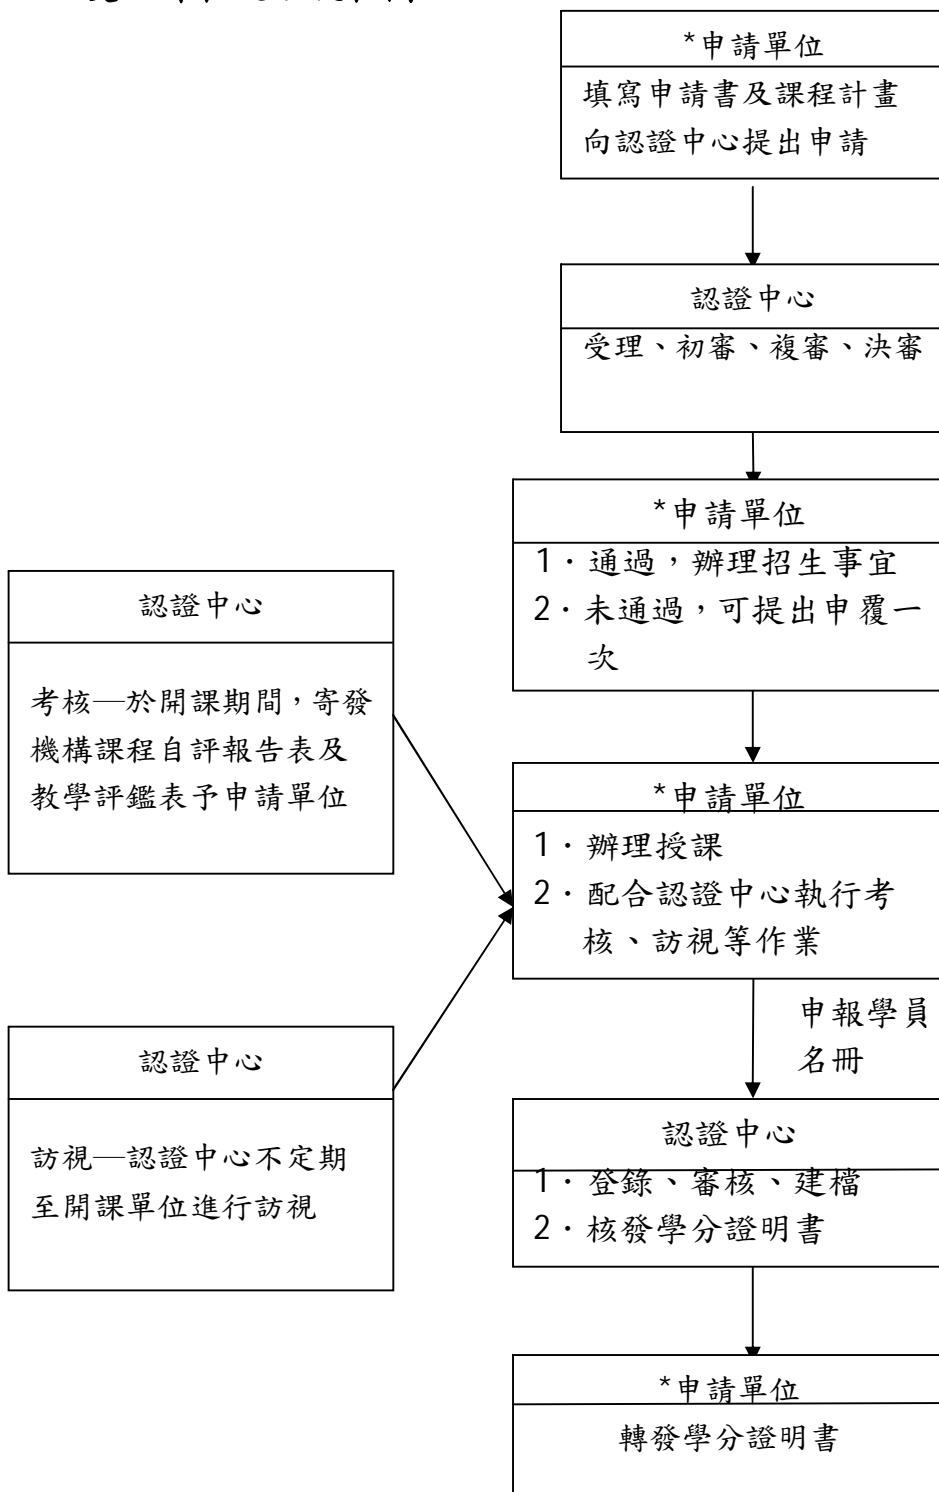 *申請單位
填寫申請書及課程計畫
向認證中心提出申請
認證中心
受理、初審、複審、決審
*申請單位
1．通過，辦理招生事宜
2．未通過，可提出申覆一
次
認證中心
考核—於開課期間，寄發
機構課程自評報告表及
教學評鑑表予申請單位
*申請單位
1．辦理授課
2．配合認證中心執行考
核、訪視等作業
認證中心
訪視—認證中心不定期
至開課單位進行訪視
申報學員
名冊
認證中心
1．登錄、審核、建檔
2．核發學分證明書
*申請單位
轉發學分證明書